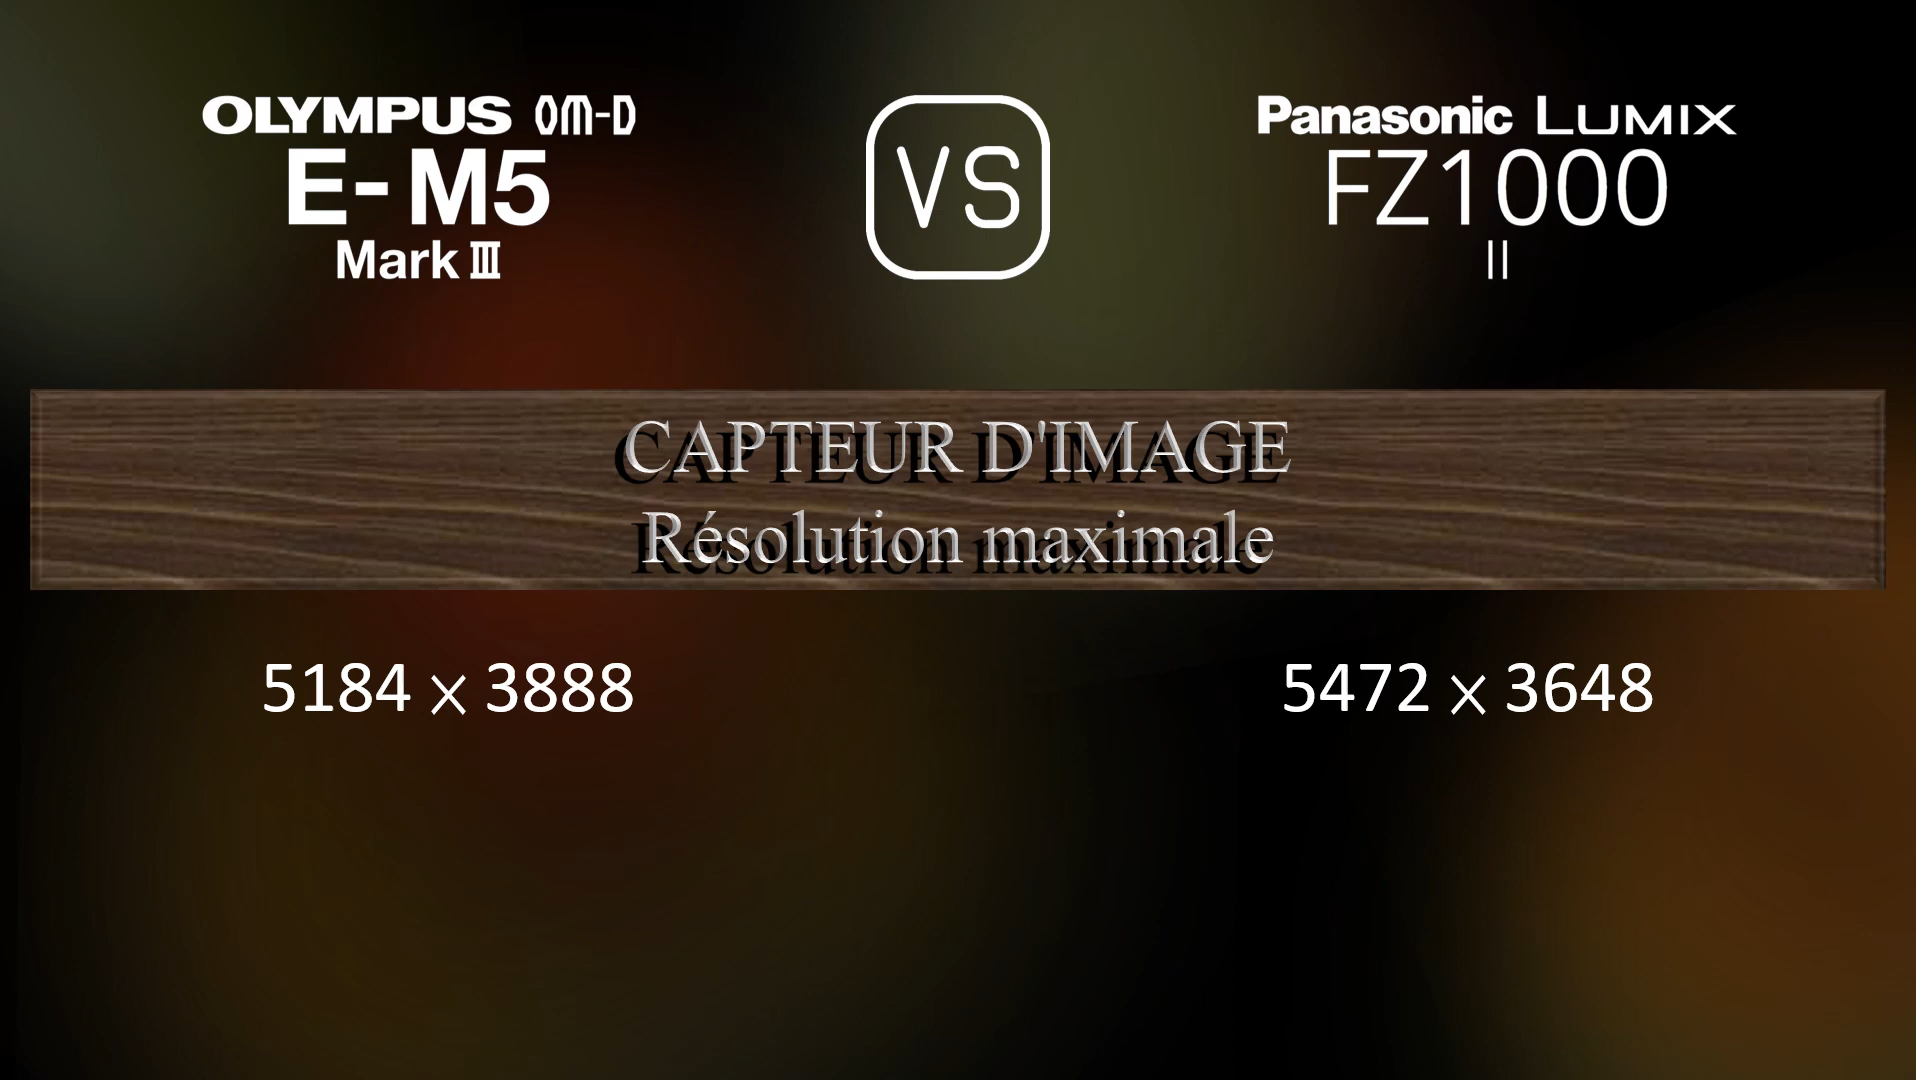 OLYMPUS OM-D
E-M5
Mark III
VS
Panasonic LUMIX
FZ1000
II
CAPTEUR D'IMAGE
Résolution maximale
5184 x 3888
5472 x 3648